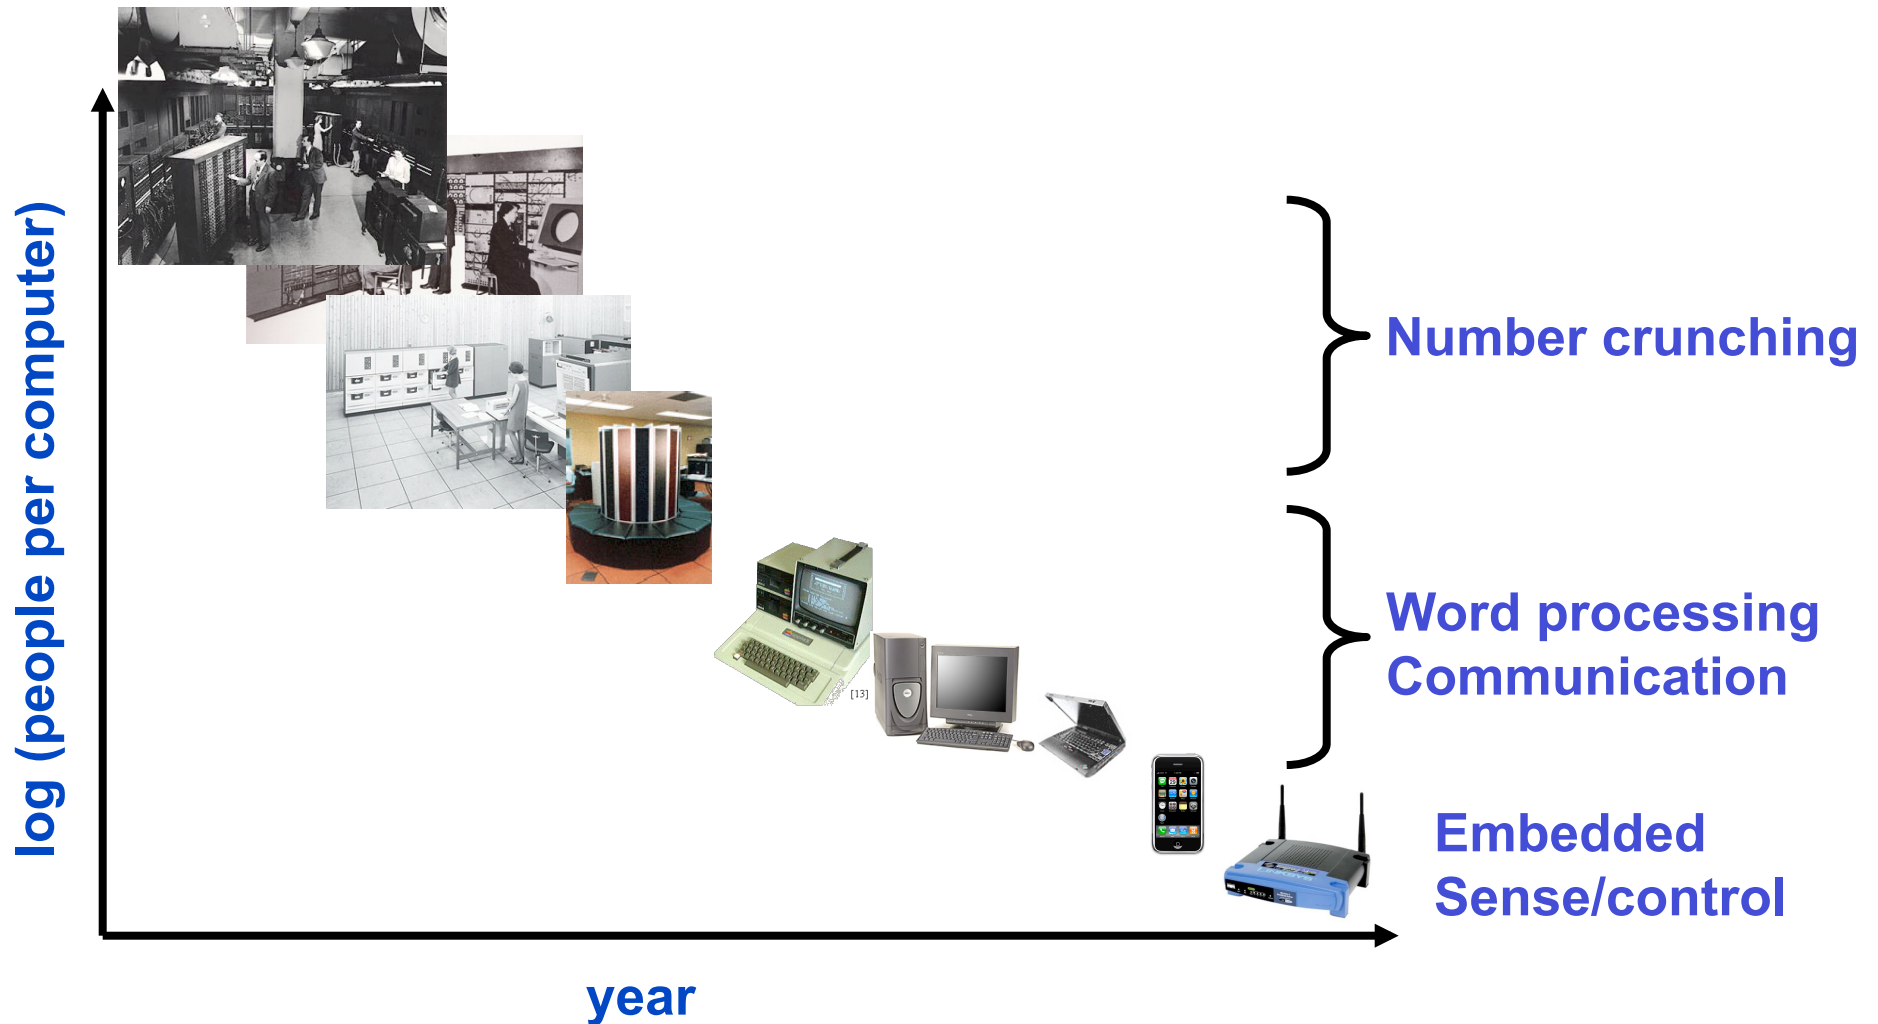 log (people per computer)
Number crunching
Word processing
Communication
[13]
Embedded
Sense/control
year